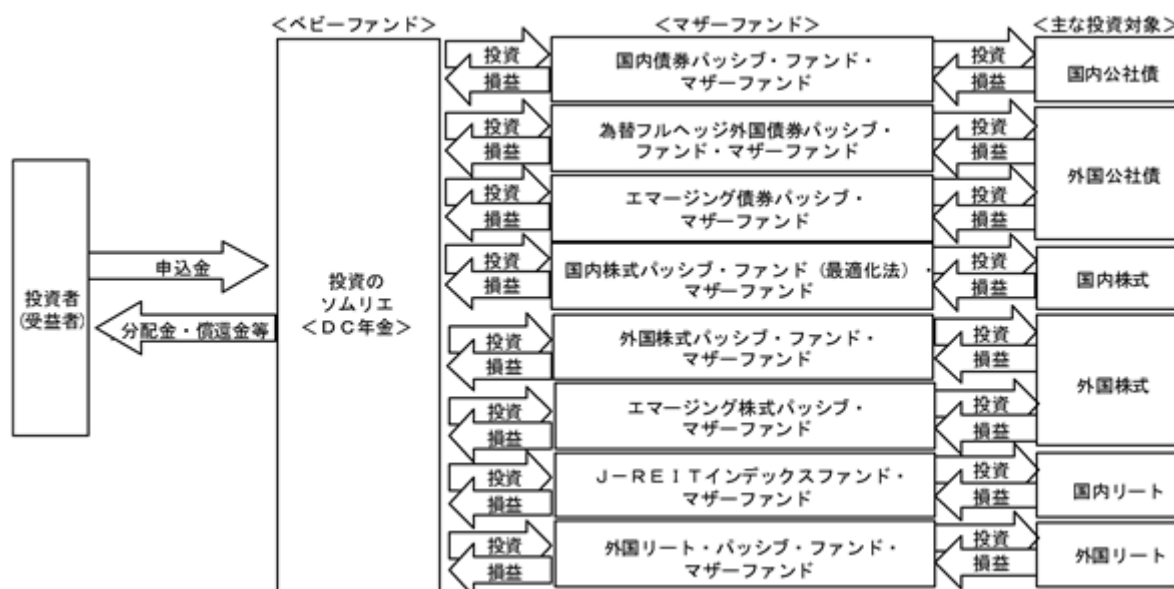 ＜ベビーファンド＞
＜マザーファンド＞
＜主な投資対象＞
投資者
(受益者)
申込金
分配金・償還金等
投資の
ソムリエ
＜ＤＣ年金＞
投資
損益
国内債券パッシブ・ファンド・
マザーファンド
投資
損益
国内公社債
投資
損益
為替フルヘッジ外国債券パッシブ・
ファンド・マザーファンド
投資
損益
外国公社債
投資
損益
エマージング債券パッシブ・
マザーファンド
投資
損益
投資
損益
国内株式パッシブ・ファンド（最適化法）・
マザーファンド
投資
損益
国内株式
投資
損益
外国株式パッシブ・ファンド・
マザーファンド
投資
損益
外国株式
投資
損益
エマージング株式パッシブ・
マザーファンド
投資
損益
投資
損益
Ｊ－ＲＥＩＴインデックスファンド・
マザーファンド
投資
損益
国内リート
投資
損益
外国リート・パッシブ・ファンド・
マザーファンド
投資
損益
外国リート